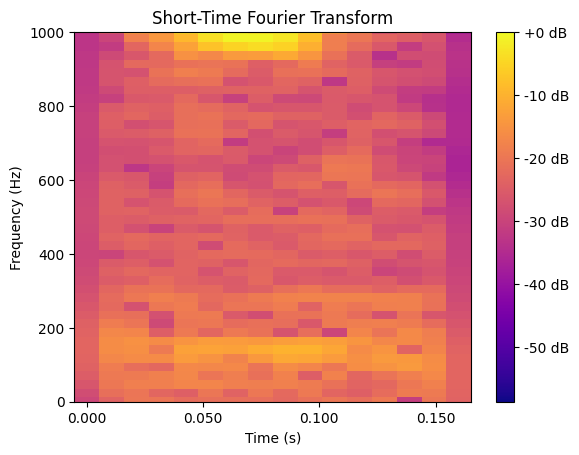 Short-Time Fourier Transform
1000
800
600
400
200
0
Frequency (Hz)
0.000
0.050
0.100
0.150
Time (s)
+0 dB
-10 dB
-20 dB
-30 dB
-40 dB
-50 dB